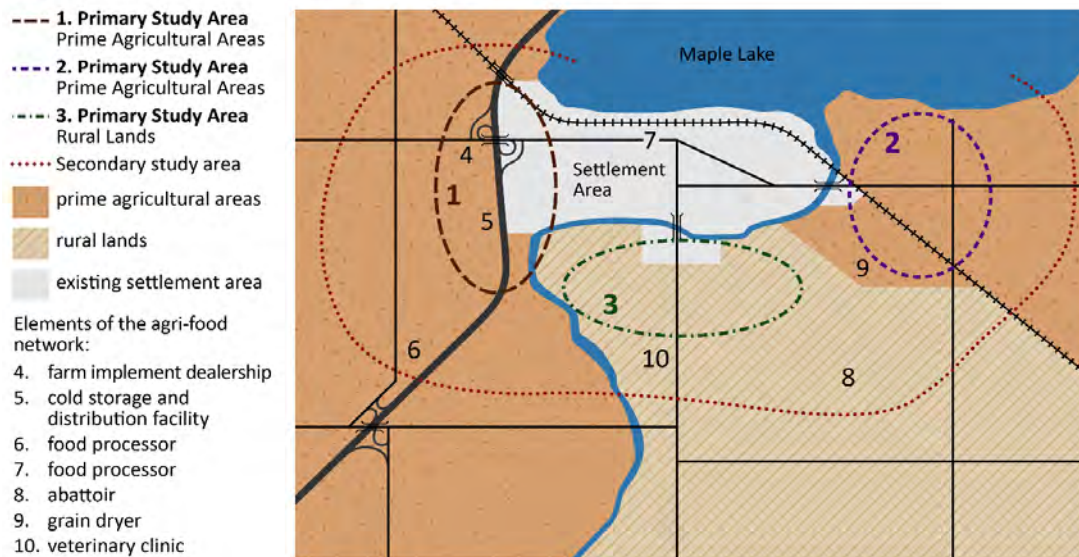 1. Primary Study Area
Prime Agricultural Areas
2. Primary Study Area
Prime Agricultural Areas
3. Primary Study Area
Rural Lands
Secondary study area
prime agricultural areas
rural lands
existing settlement area
Elements of the agri-food
network:
4. farm implement dealership
5. cold storage and
distribution facility
6. food processor
7. food processor
8. abattoir
9. grain dryer
10. veterinary clinic
Maple Lake
7
2
4
Settlement
Area
1
5
9
3
6
10
8